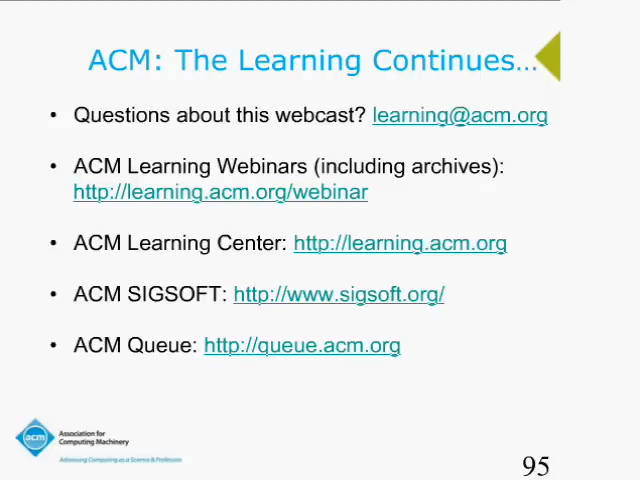 ACM: The Learning Continues…
• Questions about this webcast? learning@acm.org
• ACM Learning Webinars (including archives):
http://learning.acm.org/webinar
• ACM Learning Center: http://learning.acm.org
• ACM SIGSOFT: http://www.sigsoft.org/
• ACM Queue: http://queue.acm.org
acm
Association for
Computing Machinery
Advancing Computing as a Science & Profession
95